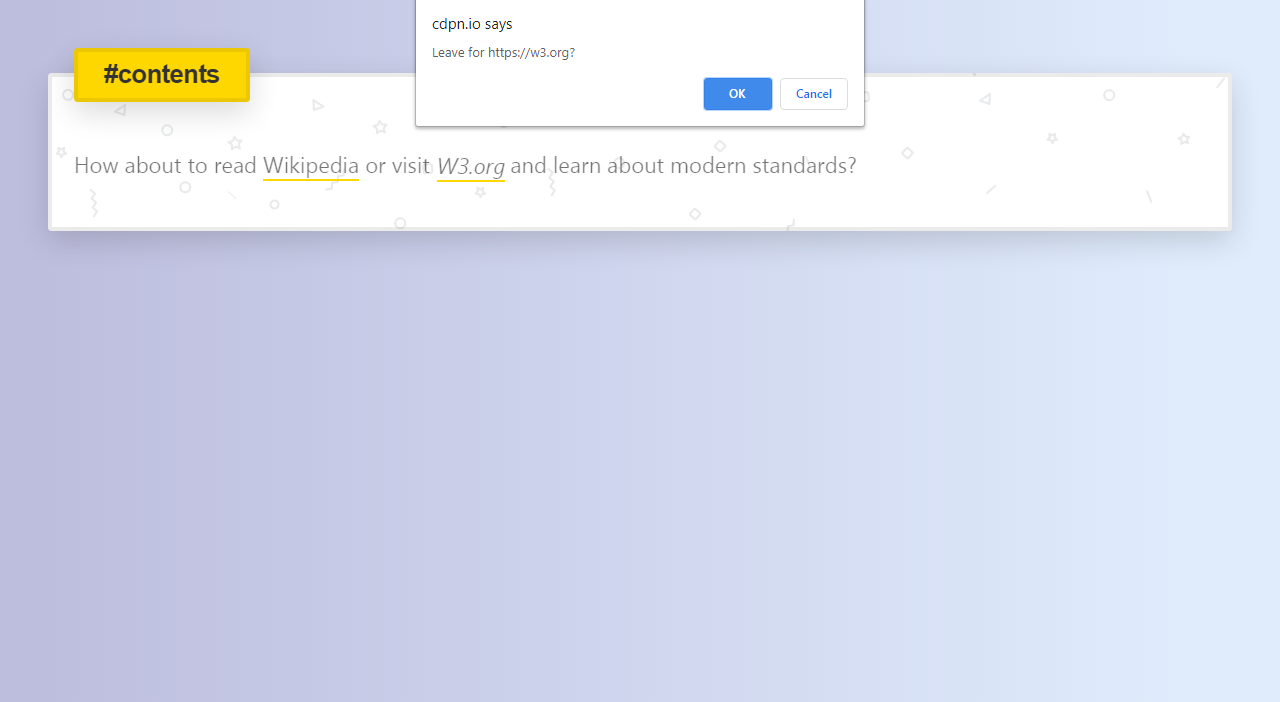 cdpn.io says
Leave for https://w3.org?
OK Cancel
#contents
How about to read Wikipedia or visit W3.org and learn about modern standards?